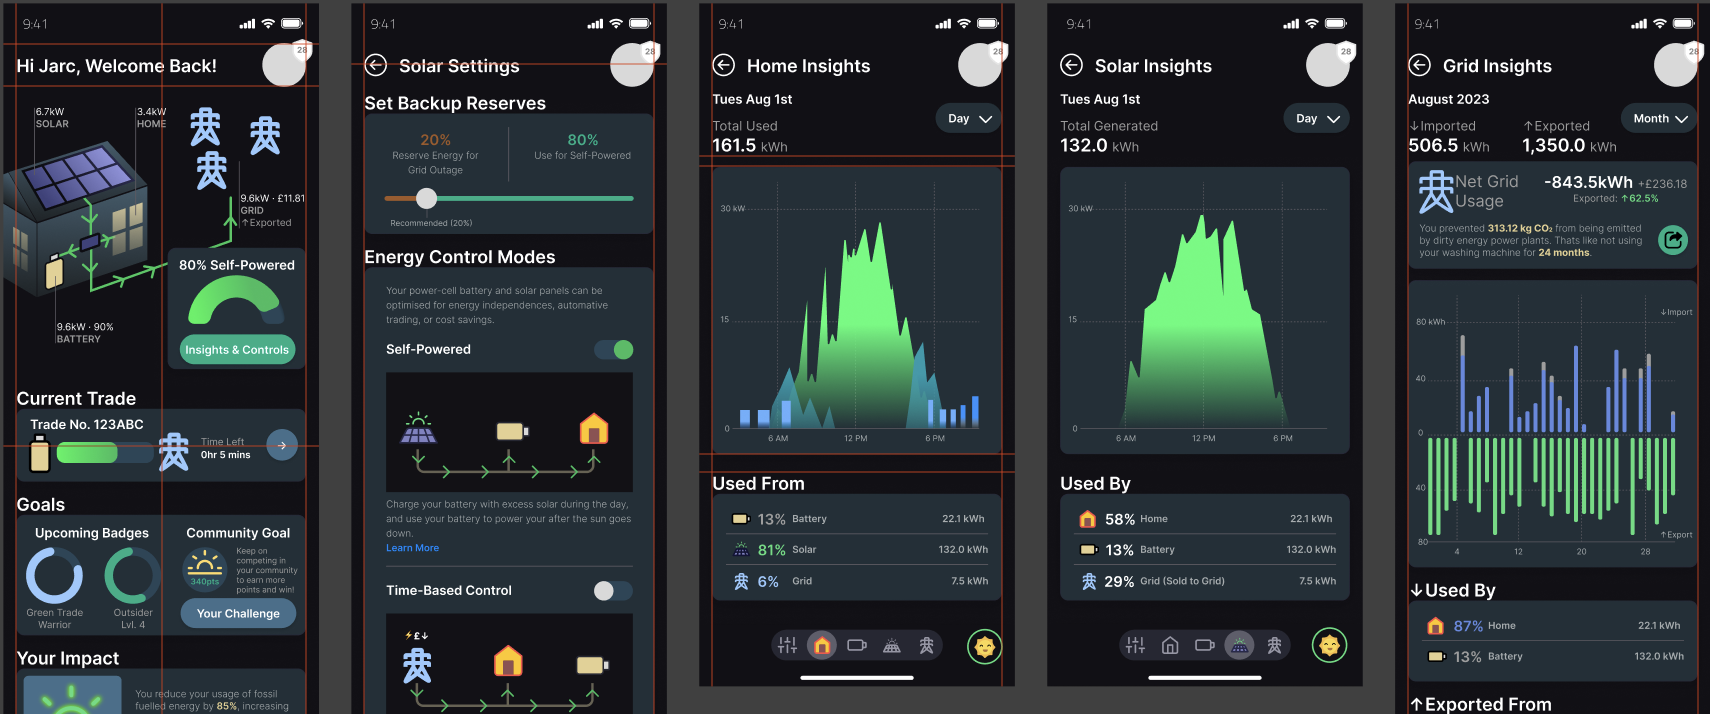 9:41
28
Hi Jarc, Welcome Back!
6.7kW
SOLAR
3.4kW
HOME
9.6kW · £11.81
GRID
↑Exported
80% Self-Powered
Insights & Controls
9.6kW · 90%
BATTERY
Current Trade
Trade No. 123ABC
Time Left
0hr 5 mins
Goals
Upcoming Badges
Green Trade
Warrior
Outsider
Lvl. 4
Community Goal
340pts
Keep on
competing in
your community
to earn more
points and win!
Your Challenge
Your Impact
You reduce your usage of fossil
fuelled energy by 85%, increasing
9:41
28
Solar Settings
Set Backup Reserves
20%
Reserve Energy for
Grid Outage
80%
Use for Self-Powered
Recommended (20%)
Energy Control Modes
Your power-cell battery and solar panels can be
optimised for energy independences, automative
trading, or cost savings.
Self-Powered
Charge your battery with excess solar during the day,
and use your battery to power your after the sun goes
down.
Learn More
Time-Based Control
⚡£↓
9:41
28
Home Insights
Tues Aug 1st
Day
Total Used
161.5 kWh
30 kW
15
0
6 AM
12 PM
6 PM
Used From
13% Battery 22.1 kWh
81% Solar 132.0 kWh
6% Grid 7.5 kWh
9:41
28
Solar Insights
Tues Aug 1st
Day
Total Generated
132.0 kWh
30 kW
15
0
6 AM
12 PM
6 PM
Used By
58% Home 22.1 kWh
13% Battery 132.0 kWh
29% Grid (Sold to Grid) 7.5 kWh
9:41
28
Grid Insights
August 2023
Month
↓Imported
506.5 kWh
↑Exported
1,350.0 kWh
Net Grid
Usage
-843.5kWh +£236.18
Exported: ↑62.5%
You prevented 313.12 kg CO₂ from being emitted
by dirty energy power plants. Thats like not using
your washing machine for 24 months.
↓Import
80 kWh
40
0
40
80
↑Export
4
12
20
28
↓Used By
87% Home 22.1 kWh
13% Battery 132.0 kWh
↑Exported From